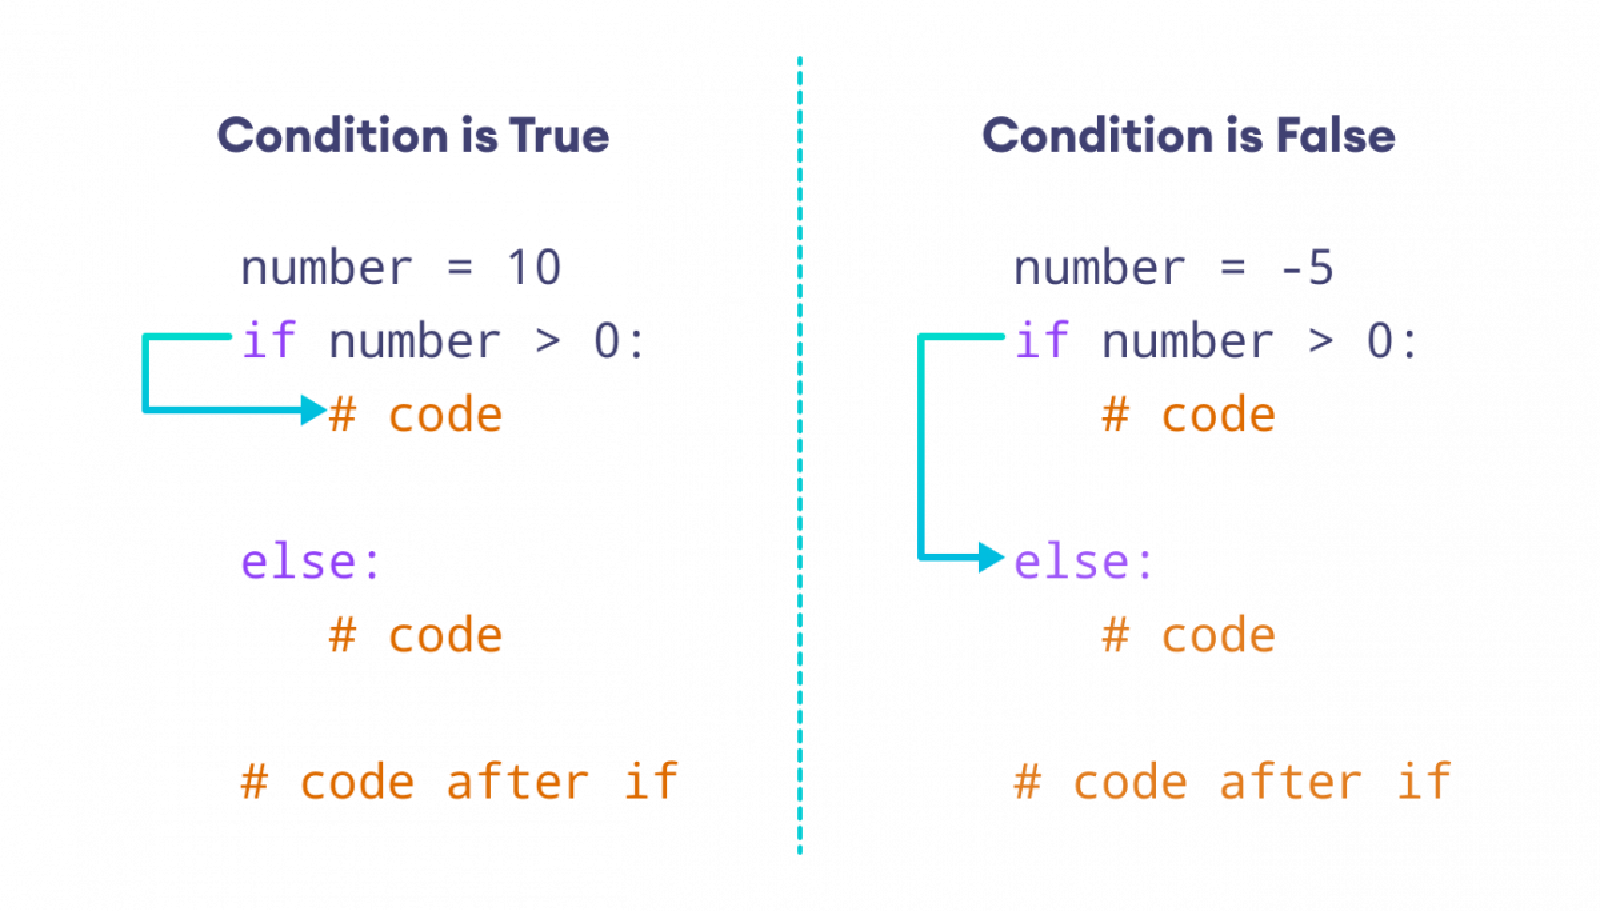 Condition is True
number = 10
if number > 0:
    # code
else:
    # code
# code after if
Condition is False
number = -5
if number > 0:
    # code
else:
    # code
# code after if